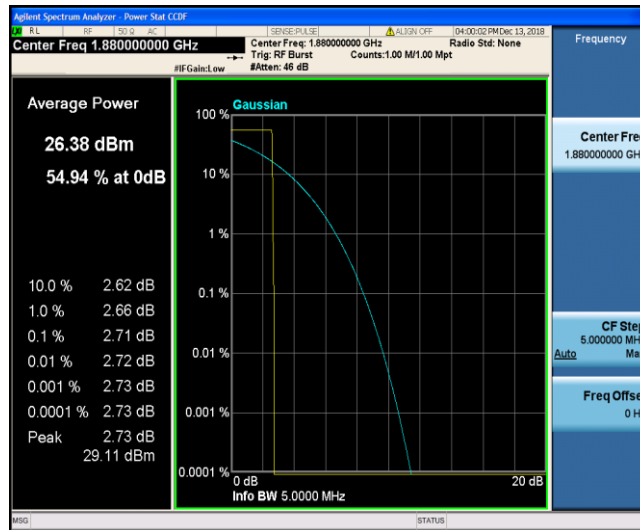 Agilent Spectrum Analyzer - Power Stat CCDF
RL RF 50 Ω AC SENSE:PULSE ALIGN OFF 04:00:02 PM Dec 13, 2018
Center Freq 1.880000000 GHz
Center Freq: 1.880000000 GHz Radio Std: None
Trig: RF Burst Counts:1.00 M/1.00 Mpt
#IFGain:Low #Atten: 46 dB
Frequency
Average Power
26.38 dBm
54.94 % at 0dB
10.0 % 2.62 dB
1.0 % 2.66 dB
0.1 % 2.71 dB
0.01 % 2.72 dB
0.001 % 2.73 dB
0.0001 % 2.73 dB
Peak 2.73 dB
29.11 dBm
Gaussian
100 %
10 %
1 %
0.1 %
0.01 %
0.001 %
0.0001 %
0 dB 20 dB
Info BW 5.0000 MHz
Center Fre
1.880000000 GH
CF Step
5.000000 MH
Auto Ma
Freq Offse
0 H
MSG STATUS